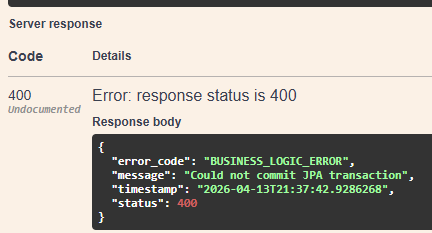 Server response
Code Details
400 Error: response status is 400
Undocumented
Response body
{
"error_code": "BUSINESS_LOGIC_ERROR",
"message": "Could not commit JPA transaction",
"timestamp": "2026-04-13T21:37:42.9286268",
"status": 400
}